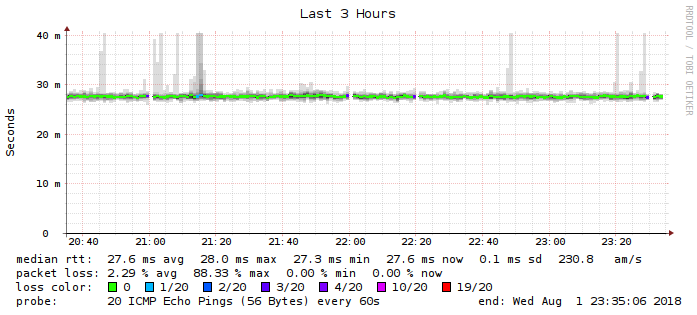 Last 3 Hours
RRDTOOL / TOBI OETIKER
Seconds
40 m
30 m
20 m
10 m
0
20:40 21:00 21:20 21:40 22:00 22:20 22:40 23:00 23:20
median rtt: 27.6 ms avg 28.0 ms max 27.3 ms min 27.6 ms now 0.1 ms sd 230.8 am/s
packet loss: 2.29 % avg 88.33 % max 0.00 % min 0.00 % now
loss color: 0 1/20 2/20 3/20 4/20 10/20 19/20
probe: 20 ICMP Echo Pings (56 Bytes) every 60s end: Wed Aug 1 23:35:06 2018